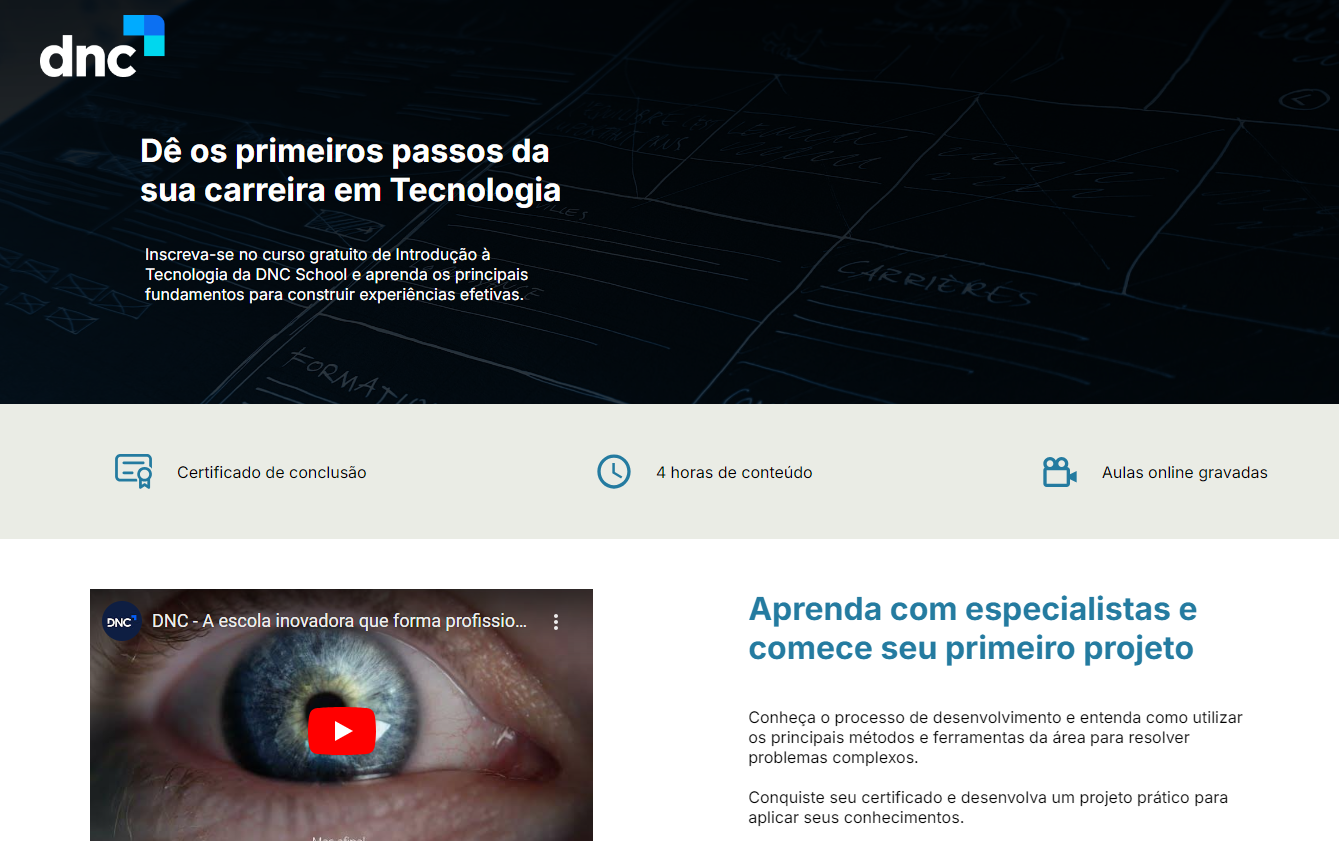 dnc
Dê os primeiros passos da
sua carreira em Tecnologia
Inscreva-se no curso gratuito de Introdução à
Tecnologia da DNC School e aprenda os principais
fundamentos para construir experiências efetivas.
CARRIÈRES
FORMATI
Certificado de conclusão
4 horas de conteúdo
Aulas online gravadas
DNC
DNC - A escola inovadora que forma profissio...
Aprenda com especialistas e
comece seu primeiro projeto
Conheça o processo de desenvolvimento e entenda como utilizar
os principais métodos e ferramentas da área para resolver
problemas complexos.
Conquiste seu certificado e desenvolva um projeto prático para
aplicar seus conhecimentos.